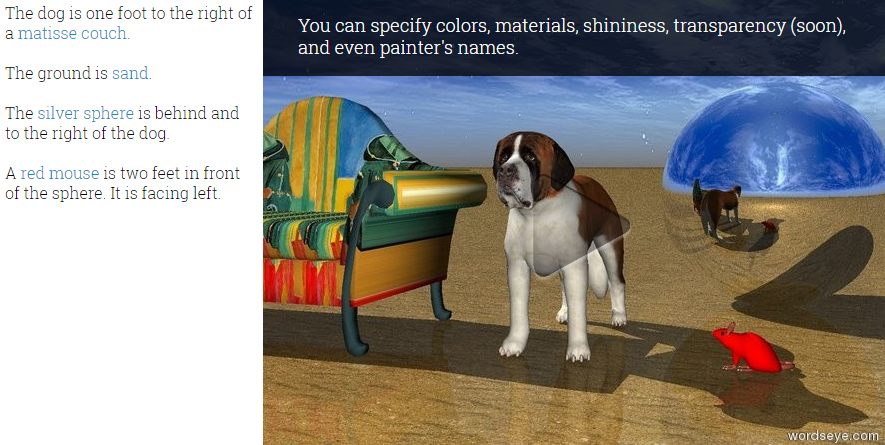 The dog is one foot to the right of
a matisse couch.
The ground is sand.
The silver sphere is behind and
to the right of the dog.
A red mouse is two feet in front
of the sphere. It is facing left.
You can specify colors, materials, shininess, transparency (soon),
and even painter's names.
wordseye.com